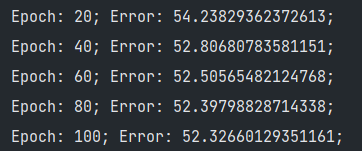 Epoch: 20; Error: 54.23829362372613;
Epoch: 40; Error: 52.80680783581151;
Epoch: 60; Error: 52.50565482124768;
Epoch: 80; Error: 52.39798828714338;
Epoch: 100; Error: 52.32660129351161;